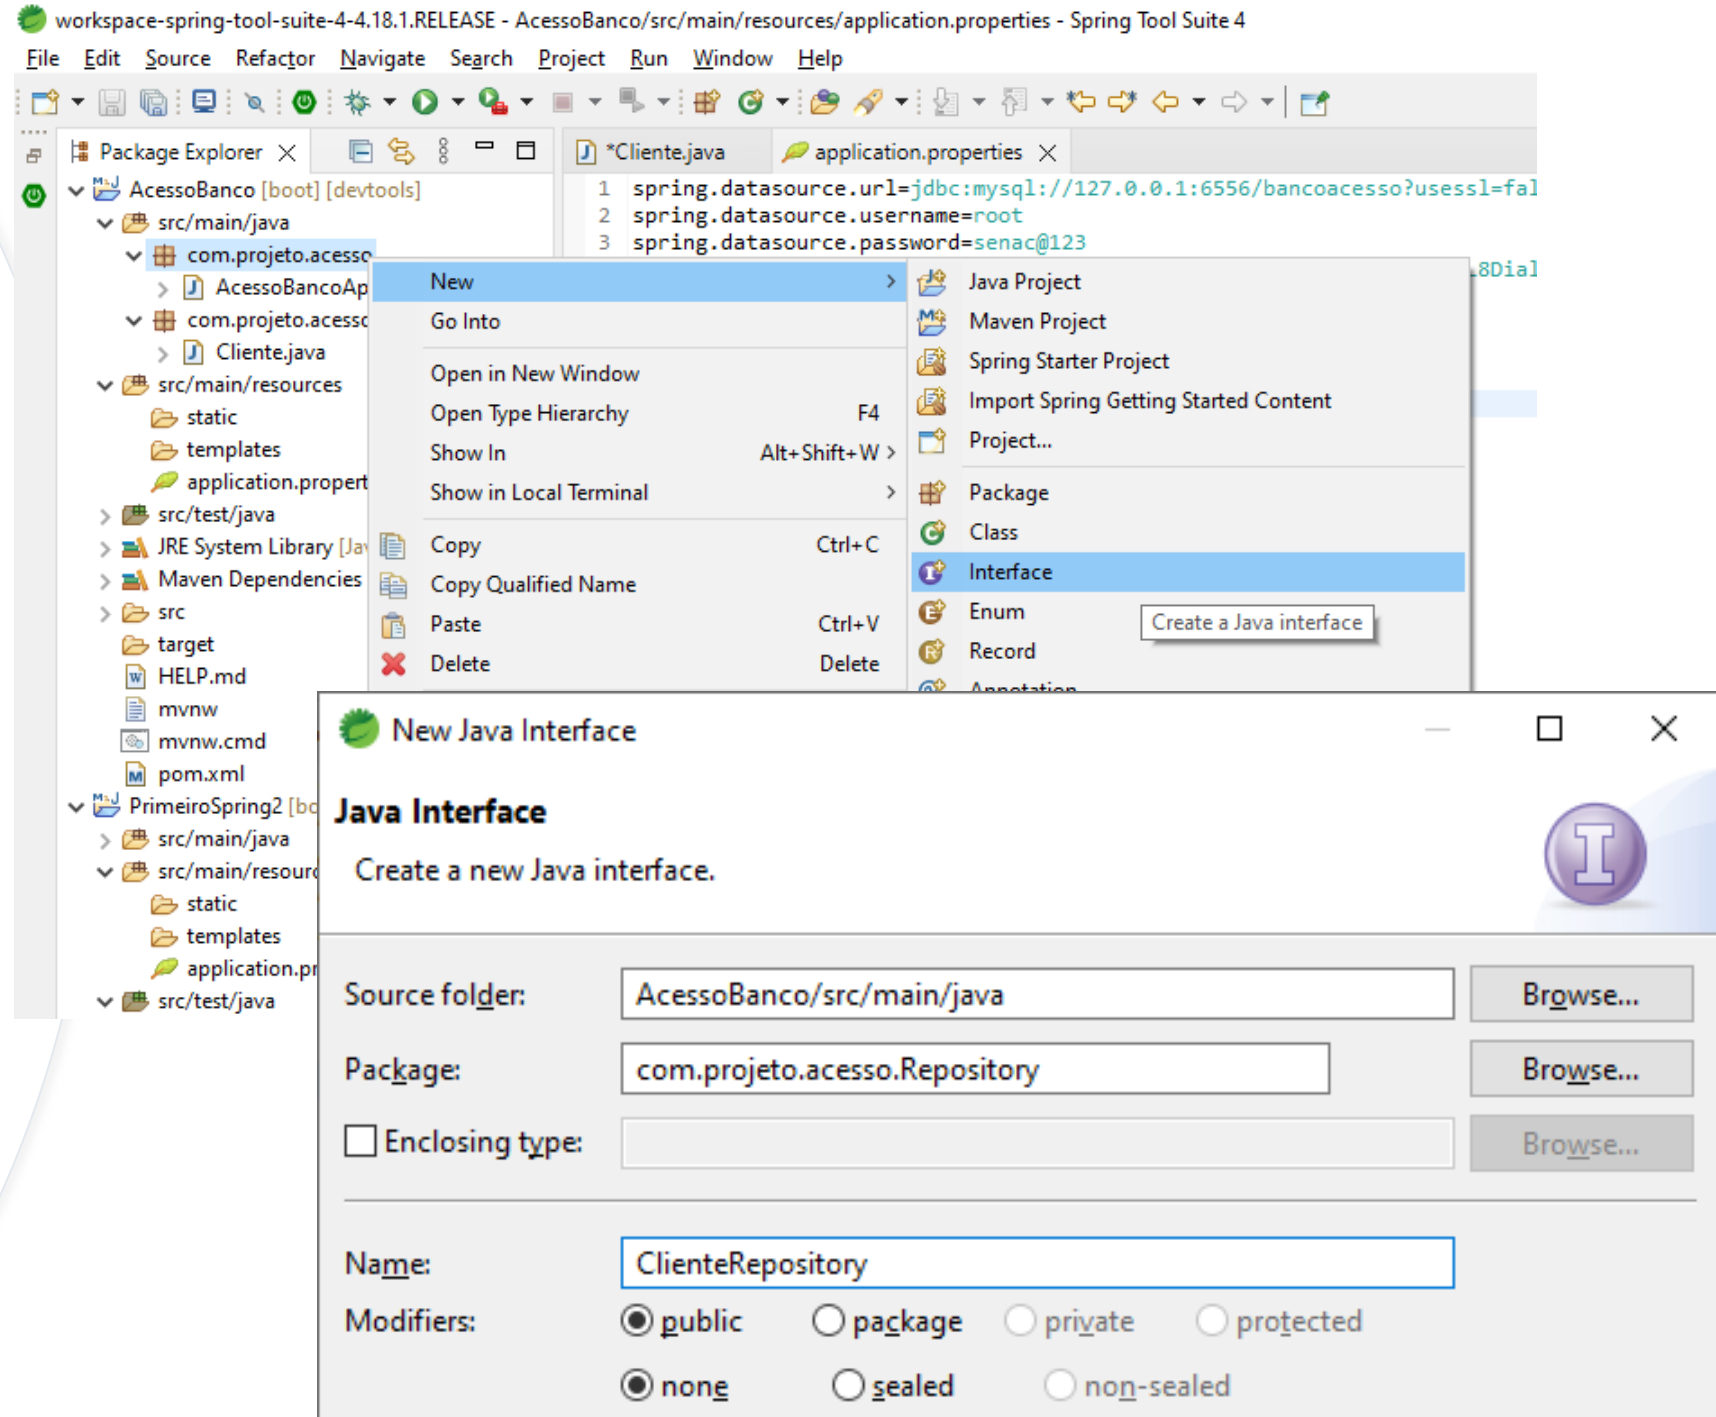 workspace-spring-tool-suite-4-4.18.1.RELEASE - AcessoBanco/src/main/resources/application.properties - Spring Tool Suite 4
File Edit Source Refactor Navigate Search Project Run Window Help
Package Explorer
*Cliente.java
application.properties
AcessoBanco [boot] [devtools]
src/main/java
com.projeto.acesso
AcessoBancoAp
com.projeto.acesso
Cliente.java
src/main/resources
static
templates
application.propert
src/test/java
JRE System Library [Jav
Maven Dependencies
src
target
HELP.md
mvnw
mvnw.cmd
pom.xml
PrimeiroSpring2 [bo
src/main/java
src/main/resourc
static
templates
application.pr
src/test/java
1 spring.datasource.url=jdbc:mysql://127.0.0.1:6556/bancoacesso?usessl=fal
2 spring.datasource.username=root
3 spring.datasource.password=senac@123
.8Dial
New
Go Into
Open in New Window
Open Type Hierarchy F4
Show In Alt+Shift+W
Show in Local Terminal
Copy Ctrl+C
Copy Qualified Name
Paste Ctrl+V
Delete Delete
Java Project
Maven Project
Spring Starter Project
Import Spring Getting Started Content
Project...
Package
Class
Interface
Enum
Create a Java interface
Record
Annotation
New Java Interface
Java Interface
Create a new Java interface.
Source folder: AcessoBanco/src/main/java Browse...
Package: com.projeto.acesso.Repository Browse...
Enclosing type: Browse...
Name: ClienteRepository
Modifiers: public package private protected
none sealed non-sealed